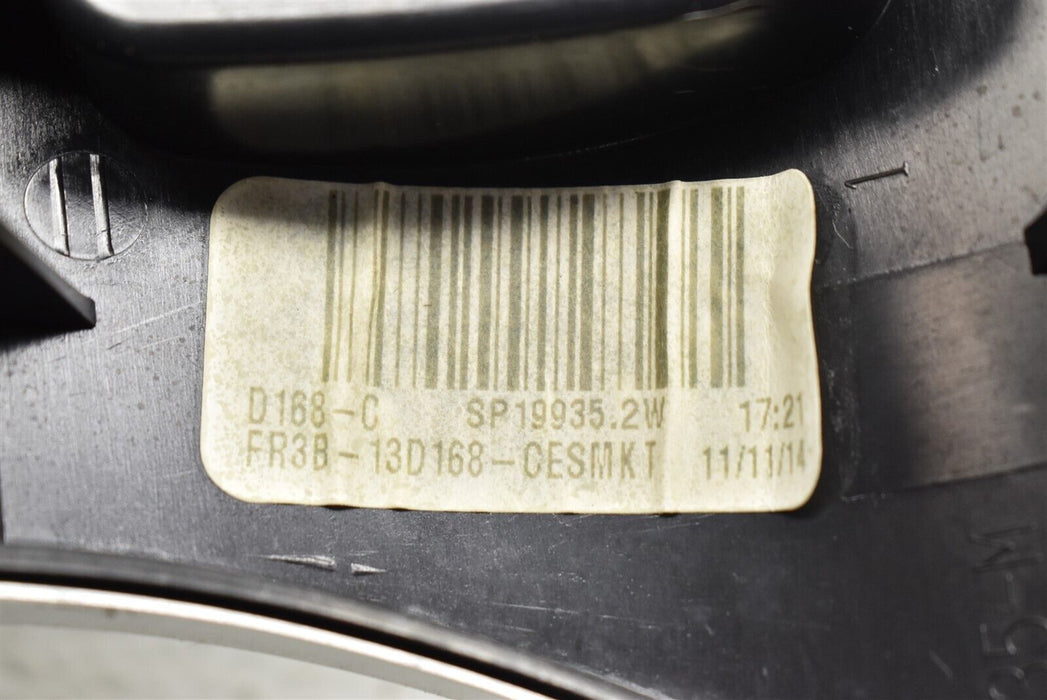 D168-C SP19935.2W 17:21
FR3B-13D168-CESMKT 11/11/14